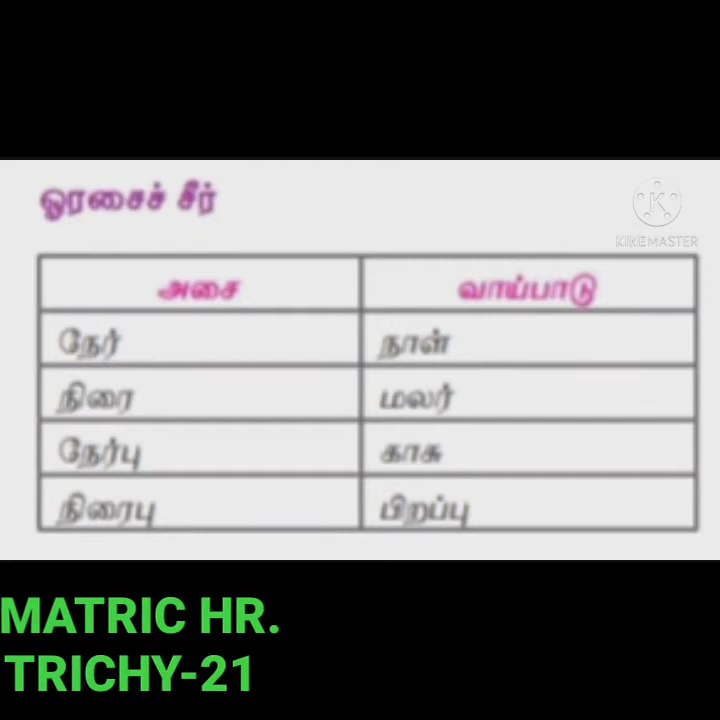 ஓரசைச் சீர்
KINEMASTER
அசை வாய்பாடு
நேர் நாள்
நிரை மலர்
நேர்பு காசு
நிரைபு பிறப்பு
MATRIC HR.
TRICHY-21